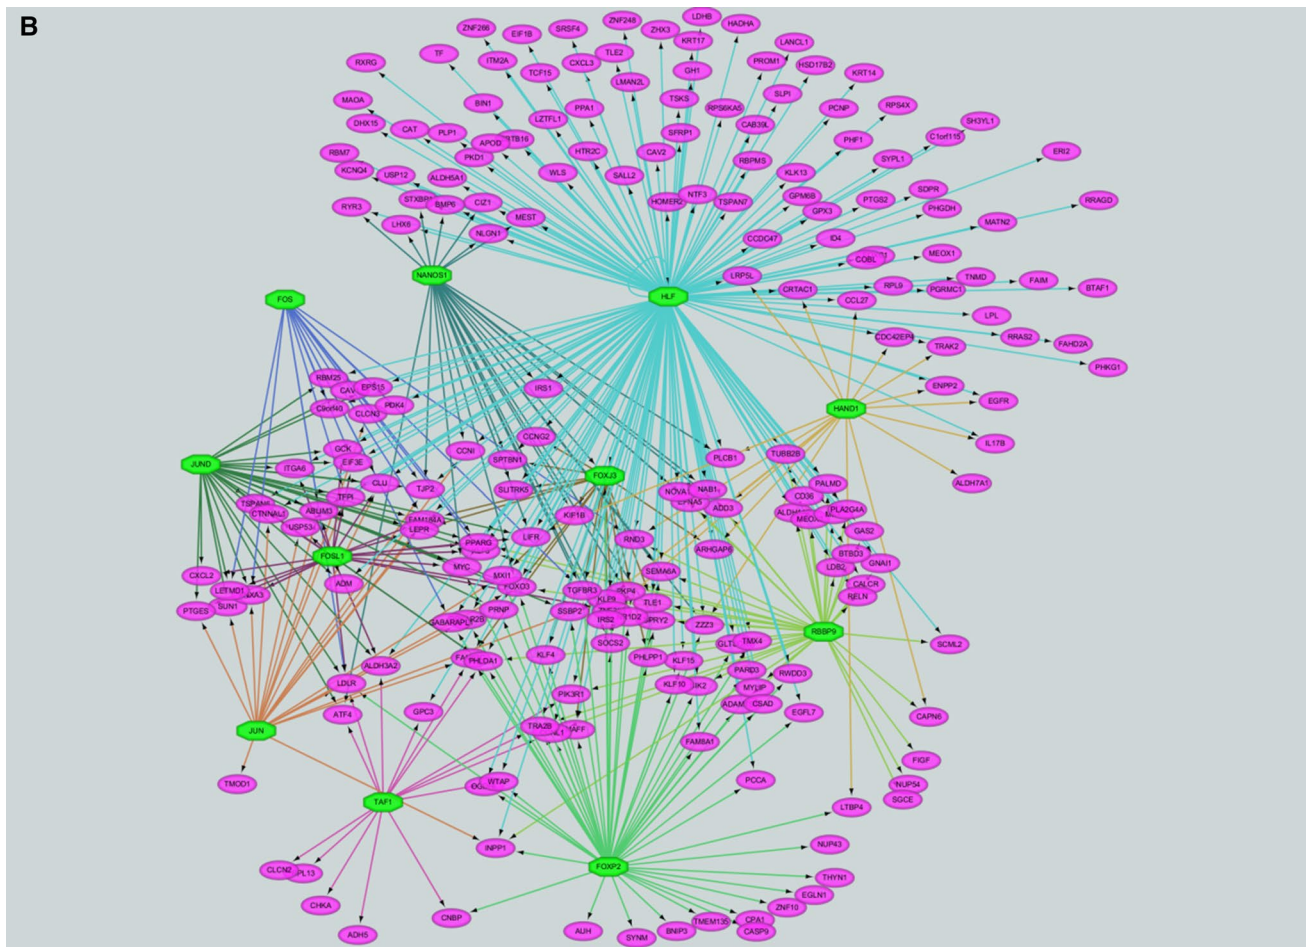 B
LDHB
ZNF248
HADHA
ZNF266
EIF1B
SRSF4
ZHX3
KRT17
LANCL1
TF
ITM2A
TLE2
CXCL3
RXRG
TCF15
GH1
PROM1
HSD17B2
KRT14
LMAN2L
MAOA
BIN1
TSKS
SLPI
PPA1
RPS6KA5
PCNP
RPS4X
LZTFL1
DHX15
CAT
PLP1
CAB39L
SH3YL1
SFRP1
APOD
PHF1
C1orf115
RBM7
PKD1
HTR2C
CAV2
ERI2
KCNQ4
RBPMS
SYPL1
USP12
ALDH5A1
WLS
SALL2
KLK13
SDPR
NTF3
GPM6B
PTGS2
RRAGD
RYR3
BMP6
CIZ1
HOMER2
TSPAN7
GPX3
PHGDH
LHX6
MEST
MATN2
NLGN1
CCDC47
ID4
MEOX1
COBL
NANOS1
LRP5L
TNMD
FAIM
BTAF1
HLF
CRTAC1
RPL9
PGRMC1
FOS
CCL27
LPL
CDC42EP4
TRAK2
RRAS2
FAHD2A
PHKG1
RBM25
EPS15
IRS1
ENPP2
EGFR
C9orf40
CLCN3
PDK4
HAND1
CCNG2
IL17B
GCK
CCNI
PLCB1
TUBB2B
JUND
ITGA6
EIF3E
SPTBN1
FOXJ3
CLU
TJP2
SLITRK5
NAB1
PALMD
ALDH7A1
TFPI
CD36
CTNNAL1
ABLIM3
KIF1B
ADD3
PLA2G4A
USP53
LEPR
LIFR
RND3
GAS2
FOSL1
PPARG
ARHGAP6
BTBD3
CXCL2
MYC
MXI1
SEMA6A
LDB2
GNAI1
LETMD1
ADM
FOXO3
TGFBR3
CALCR
RELN
PTGES
SUN1
PRNP
SSBP2
TLE1
IRS2
ZZZ3
RBBP9
SOCS2
TMX4
SCML2
ALDH3A2
PHLDA1
KLF4
PHLPP1
KLF15
PARD3
RWDD3
LDLR
PIK3R1
KLF10
MYLIP
ATF4
GPC3
CSAD
EGFL7
CAPN6
JUN
TRA2B
FAM8A1
TMOD1
WTAP
PCCA
FIGF
NUP54
TAF1
SGCE
LTBP4
INPP1
NUP43
FOXP2
CLCN2
THYN1
EGLN1
CHKA
CNBP
ZNF10
ADH5
AUH
SYNM
BNIP3
TMEM135
CPA1
CASP9